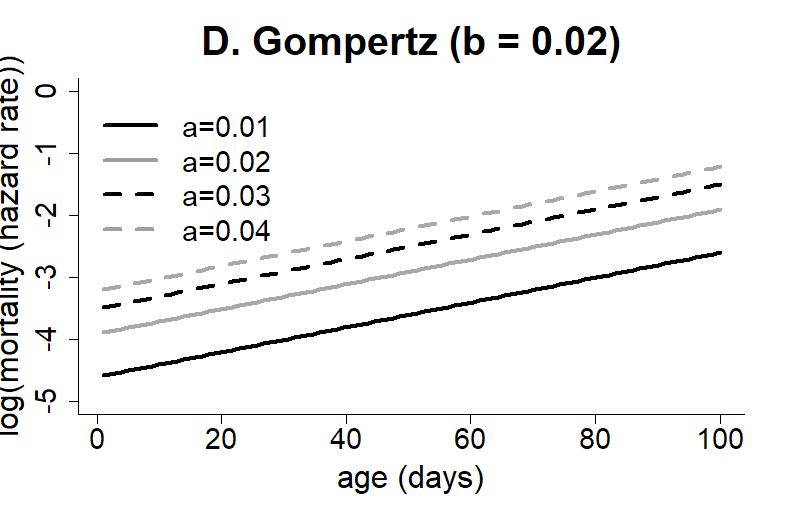 D. Gompertz (b = 0.02)
log(mortality (hazard rate))
0
-1
-2
-3
-4
-5
a=0.01
a=0.02
a=0.03
a=0.04
0 20 40 60 80 100
age (days)